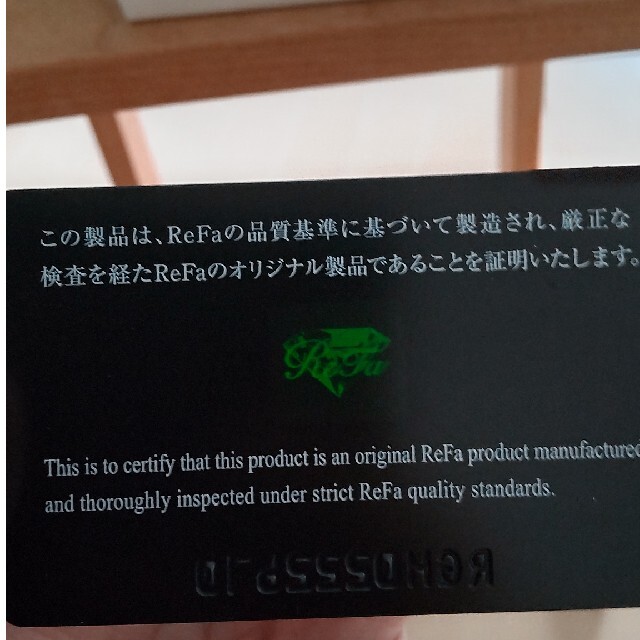 この製品は、ReFaの品質基準に基づいて製造され、厳正な
検査を経たReFaのオリジナル製品であることを証明いたします。
ReFa
This is to certify that this product is an original ReFa product manufactured
and thoroughly inspected under strict ReFa quality standards.